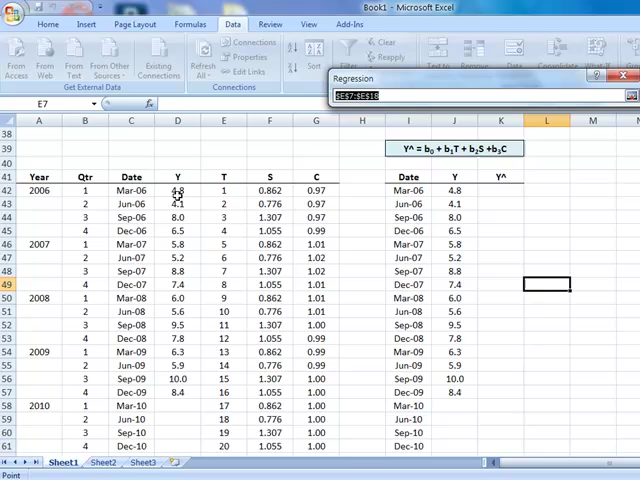 Book1 - Microsoft Excel
Home Insert Page Layout Formulas Data Review View Add-Ins
From Access From Web From Text From Other Sources Existing Connections
Refresh All Connections Properties Edit Links
Sort
Get External Data
Regression
$E$7:$E$18
E7 fx
A B C D E F G H I J K L M N
38
39 Y^ = b0 + b1T + b2S +b3C
40
41 Year Qtr Date Y T S C Date Y Y^
42 2006 1 Mar-06 4.8 1 0.862 0.97 Mar-06 4.8
43 2 Jun-06 4.1 2 0.776 0.97 Jun-06 4.1
44 3 Sep-06 8.0 3 1.307 0.97 Sep-06 8.0
45 4 Dec-06 6.5 4 1.055 0.99 Dec-06 6.5
46 2007 1 Mar-07 5.8 5 0.862 1.01 Mar-07 5.8
47 2 Jun-07 5.2 6 0.776 1.02 Jun-07 5.2
48 3 Sep-07 8.8 7 1.307 1.02 Sep-07 8.8
49 4 Dec-07 7.4 8 1.055 1.01 Dec-07 7.4
50 2008 1 Mar-08 6.0 9 0.862 1.01 Mar-08 6.0
51 2 Jun-08 5.6 10 0.776 1.01 Jun-08 5.6
52 3 Sep-08 9.5 11 1.307 1.00 Sep-08 9.5
53 4 Dec-08 7.8 12 1.055 0.99 Dec-08 7.8
54 2009 1 Mar-09 6.3 13 0.862 0.99 Mar-09 6.3
55 2 Jun-09 5.9 14 0.776 0.99 Jun-09 5.9
56 3 Sep-09 10.0 15 1.307 1.00 Sep-09 10.0
57 4 Dec-09 8.4 16 1.055 1.00 Dec-09 8.4
58 2010 1 Mar-10 17 0.862 1.00 Mar-10
59 2 Jun-10 18 0.776 1.00 Jun-10
60 3 Sep-10 19 1.307 1.00 Sep-10
61 4 Dec-10 20 1.055 1.00 Dec-10
Sheet1 Sheet2 Sheet3
Point